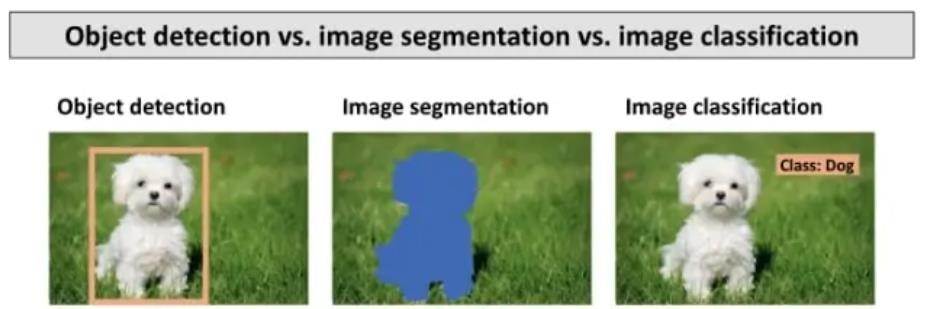 Object detection vs. image segmentation vs. image classification
Object detection
Image segmentation
Image classification
Class: Dog